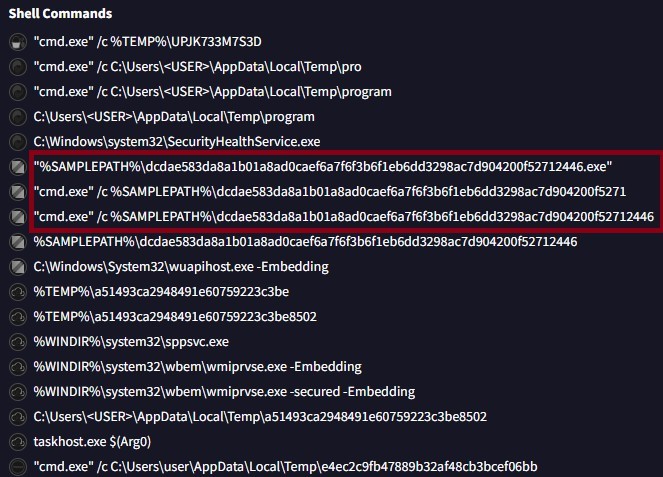 Shell Commands
"cmd.exe" /c %TEMP%\UPJK733M7S3D
"cmd.exe" /c C:\Users\<USER>\AppData\Local\Temp\pro
"cmd.exe" /c C:\Users\<USER>\AppData\Local\Temp\program
C:\Users\<USER>\AppData\Local\Temp\program
C:\Windows\system32\SecurityHealthService.exe
"%SAMPLEPATH%\dcdae583da8a1b01a8ad0caef6a7f6f3b6f1eb6dd3298ac7d904200f52712446.exe"
"cmd.exe" /c %SAMPLEPATH%\dcdae583da8a1b01a8ad0caef6a7f6f3b6f1eb6dd3298ac7d904200f5271
"cmd.exe" /c %SAMPLEPATH%\dcdae583da8a1b01a8ad0caef6a7f6f3b6f1eb6dd3298ac7d904200f52712446
%SAMPLEPATH%\dcdae583da8a1b01a8ad0caef6a7f6f3b6f1eb6dd3298ac7d904200f52712446
C:\Windows\System32\wuapihost.exe -Embedding
%TEMP%\a51493ca2948491e60759223c3be
%TEMP%\a51493ca2948491e60759223c3be8502
%WINDIR%\system32\sppsvc.exe
%WINDIR%\system32\wbem\wmiprvse.exe -Embedding
%WINDIR%\system32\wbem\wmiprvse.exe -secured -Embedding
C:\Users\<USER>\AppData\Local\Temp\a51493ca2948491e60759223c3be8502
taskhost.exe $(Arg0)
"cmd.exe" /c C:\Users\user\AppData\Local\Temp\e4ec2c9fb47889b32af48cb3bcef06bb